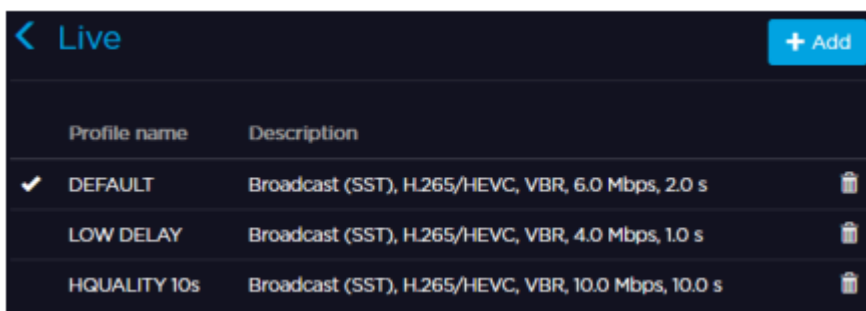 Live
+ Add
Profile name Description
DEFAULT Broadcast (SST), H.265/HEVC, VBR, 6.0 Mbps, 2.0 s
LOW DELAY Broadcast (SST), H.265/HEVC, VBR, 4.0 Mbps, 1.0 s
HQUALITY 10s Broadcast (SST), H.265/HEVC, VBR, 10.0 Mbps, 10.0 s